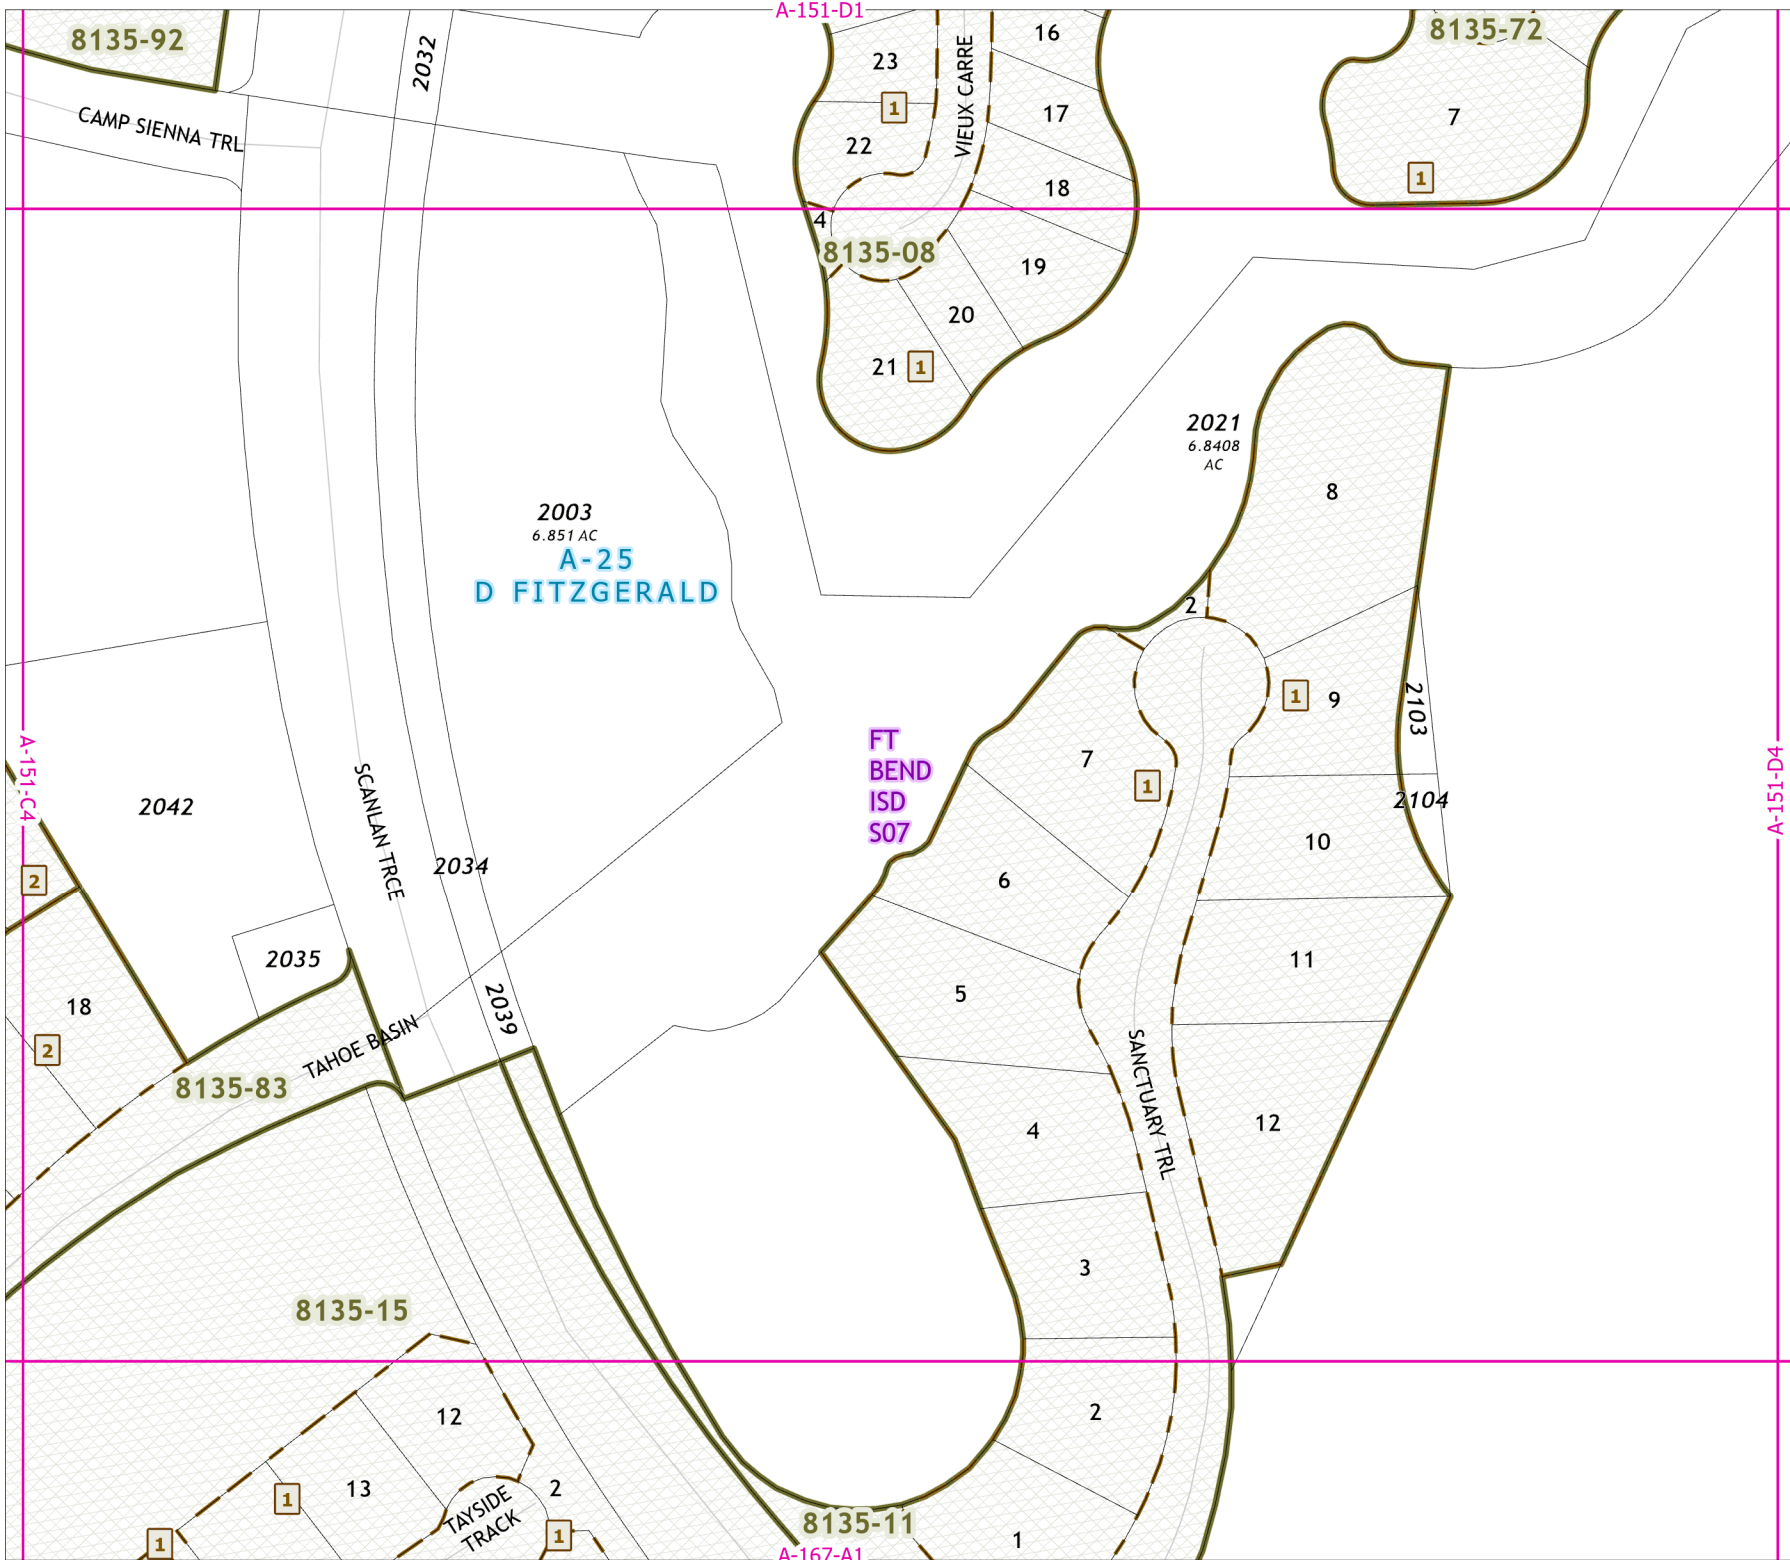 A-151-D1
8135-92
2032
23
VIEUX CARRE
16
8135-72
1
17
7
CAMP SIENNA TRL
22
18
1
4
8135-08
19
20
21
1
2021
6.8408
AC
8
2003
6.851 AC
A-25
D FITZGERALD
2
1
9
2103
FT
BEND
ISD
S07
7
1
A-151-C4
2042
SCANLAN TRCE
2034
A-151-D4
2104
10
2
6
2035
11
18
5
2039
2
TAHOE BASIN
8135-83
SANCTUARY TRL
4
12
3
8135-15
12
2
13
1
2
TAYSIDE
TRACK
1
1
8135-11
1
A-167-A1